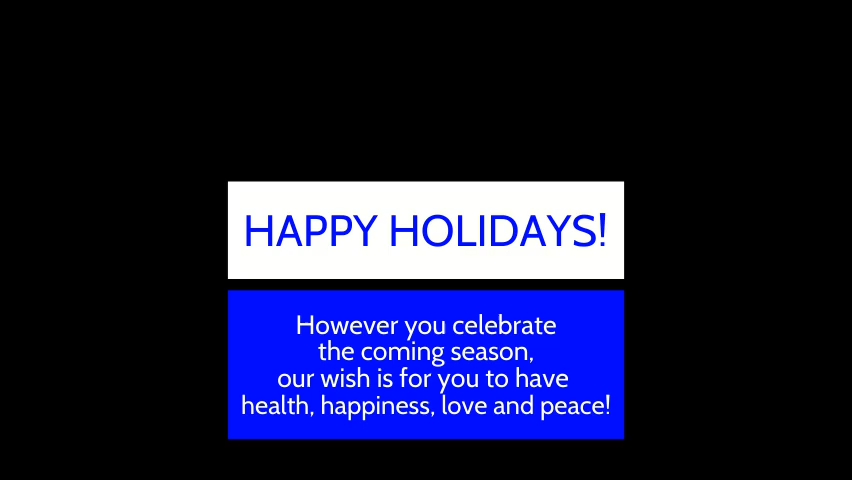 HAPPY HOLIDAYS!
However you celebrate
the coming season,
our wish is for you to have
health, happiness, love and peace!